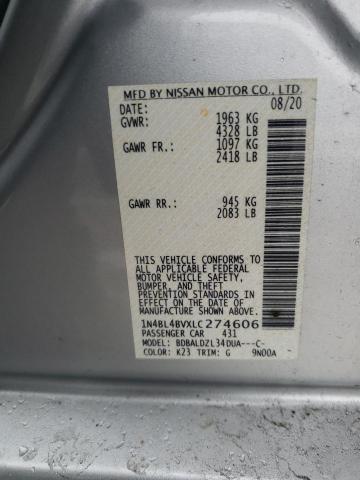 MFD BY NISSAN MOTOR CO., LTD.
DATE: 08/20
GVWR: 1963 KG
4328 LB
GAWR FR.: 1097 KG
2418 LB
GAWR RR.: 945 KG
2083 LB
THIS VEHICLE CONFORMS TO ALL
APPLICABLE FEDERAL MOTOR
VEHICLE SAFETY, BUMPER, AND
THEFT PREVENTION STANDARDS IN
EFFECT ON THE DATE OF
MANUFACTURE SHOWN ABOVE.
1N4BL4BVXLC274606
PASSENGER CAR 431
MODEL: BDBALDZL34DUA---C-
COLOR: K23 TRIM: G 9N00A